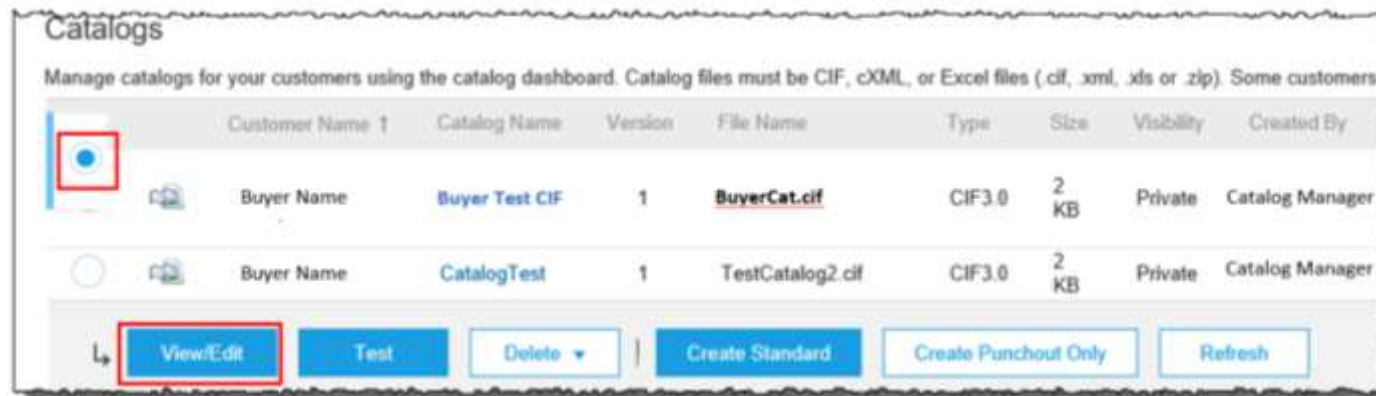 Catalogs
Manage catalogs for your customers using the catalog dashboard. Catalog files must be CIF, cXML, or Excel files (.cif, .xml, .xls or .zip). Some customers
Customer Name ↑ Catalog Name Version File Name Type Size Visibility Created By
Buyer Name Buyer Test CIF 1 BuyerCat.cif CIF3.0 2 KB Private Catalog Manager
Buyer Name CatalogTest 1 TestCatalog2.cif CIF3.0 2 KB Private Catalog Manager
View/Edit Test Delete Create Standard Create Punchout Only Refresh